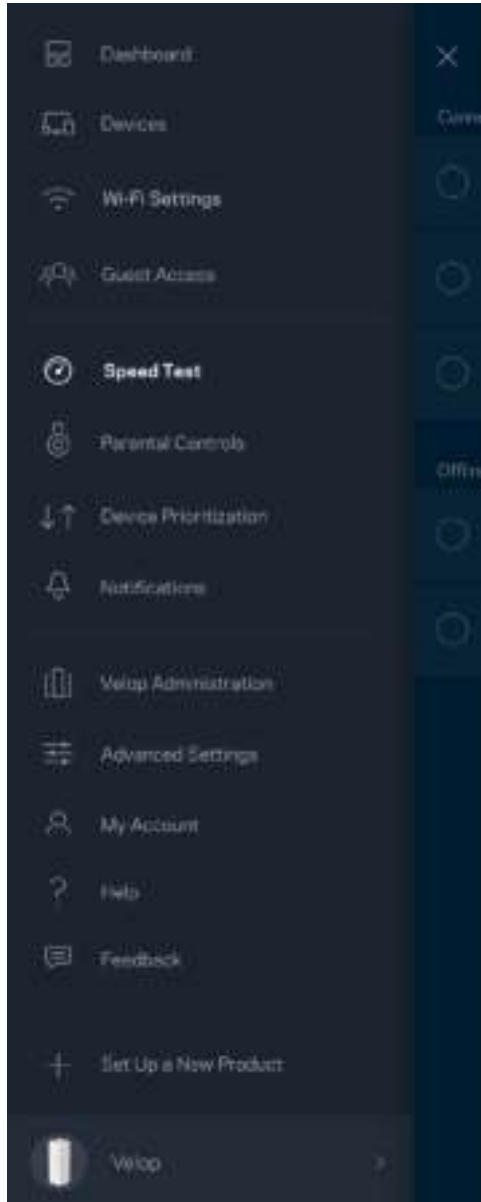 Dashboard
Devices
Wi-Fi Settings
Guest Access
Speed Test
Parental Controls
Device Prioritization
Notifications
Velop Administration
Advanced Settings
My Account
Help
Feedback
Set Up a New Product
Velop